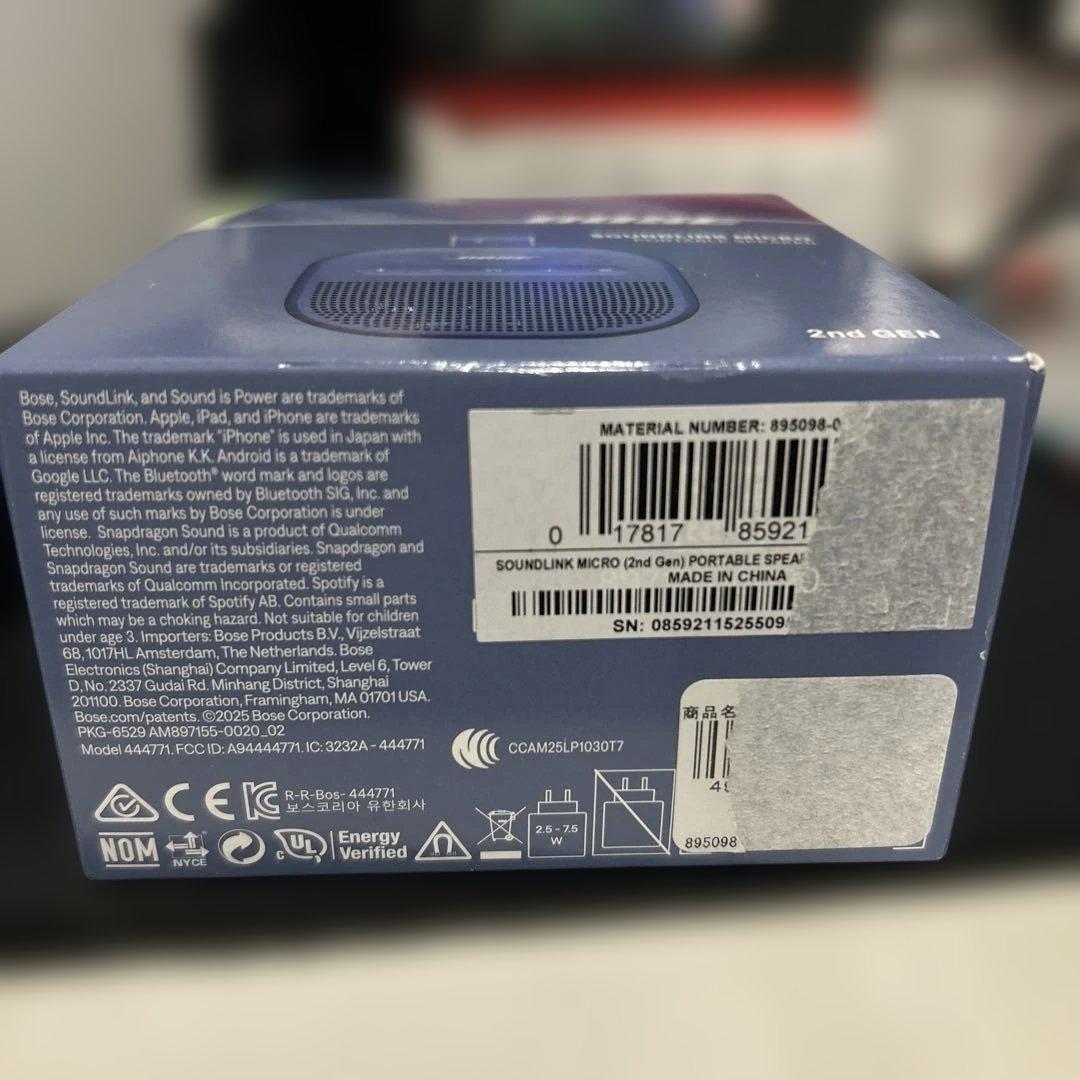 SOUNDLINK MICRO
PORTABLE SPEAKER
2nd GEN
Bose, SoundLink, and Sound is Power are trademarks of
Bose Corporation. Apple, iPad, and iPhone are trademarks
of Apple Inc. The trademark "iPhone" is used in Japan with
a license from Aiphone K.K. Android is a trademark of
Google LLC. The Bluetooth® word mark and logos are
registered trademarks owned by Bluetooth SIG, Inc. and
any use of such marks by Bose Corporation is under
license. Snapdragon Sound is a product of Qualcomm
Technologies, Inc. and/or its subsidiaries. Snapdragon and
Snapdragon Sound are trademarks or registered
trademarks of Qualcomm Incorporated. Spotify is a
registered trademark of Spotify AB. Contains small parts
which may be a choking hazard. Not suitable for children
under age 3. Importers: Bose Products B.V., Vijzelstraat
68, 1017HL Amsterdam, The Netherlands. Bose
Electronics (Shanghai) Company Limited, Level 6, Tower
D, No. 2337 Gudai Rd. Minhang District, Shanghai
201100. Bose Corporation, Framingham, MA 01701 USA.
Bose.com/patents. ©2025 Bose Corporation.
PKG-6529 AM897155-0020_02
Model 444771. FCC ID: A94444771. IC: 3232A - 444771
CCAM25LP1030T7
CE
R-R-Bos- 444771
보스코리아 유한회사
NOM
NYCE
c UL
Energy
Verified
2.5 - 7.5
W
MATERIAL NUMBER: 895098-0
0 17817 85921
SOUNDLINK MICRO (2nd Gen) PORTABLE SPEA
MADE IN CHINA
SN: 0859211525509
商品名
49
895098